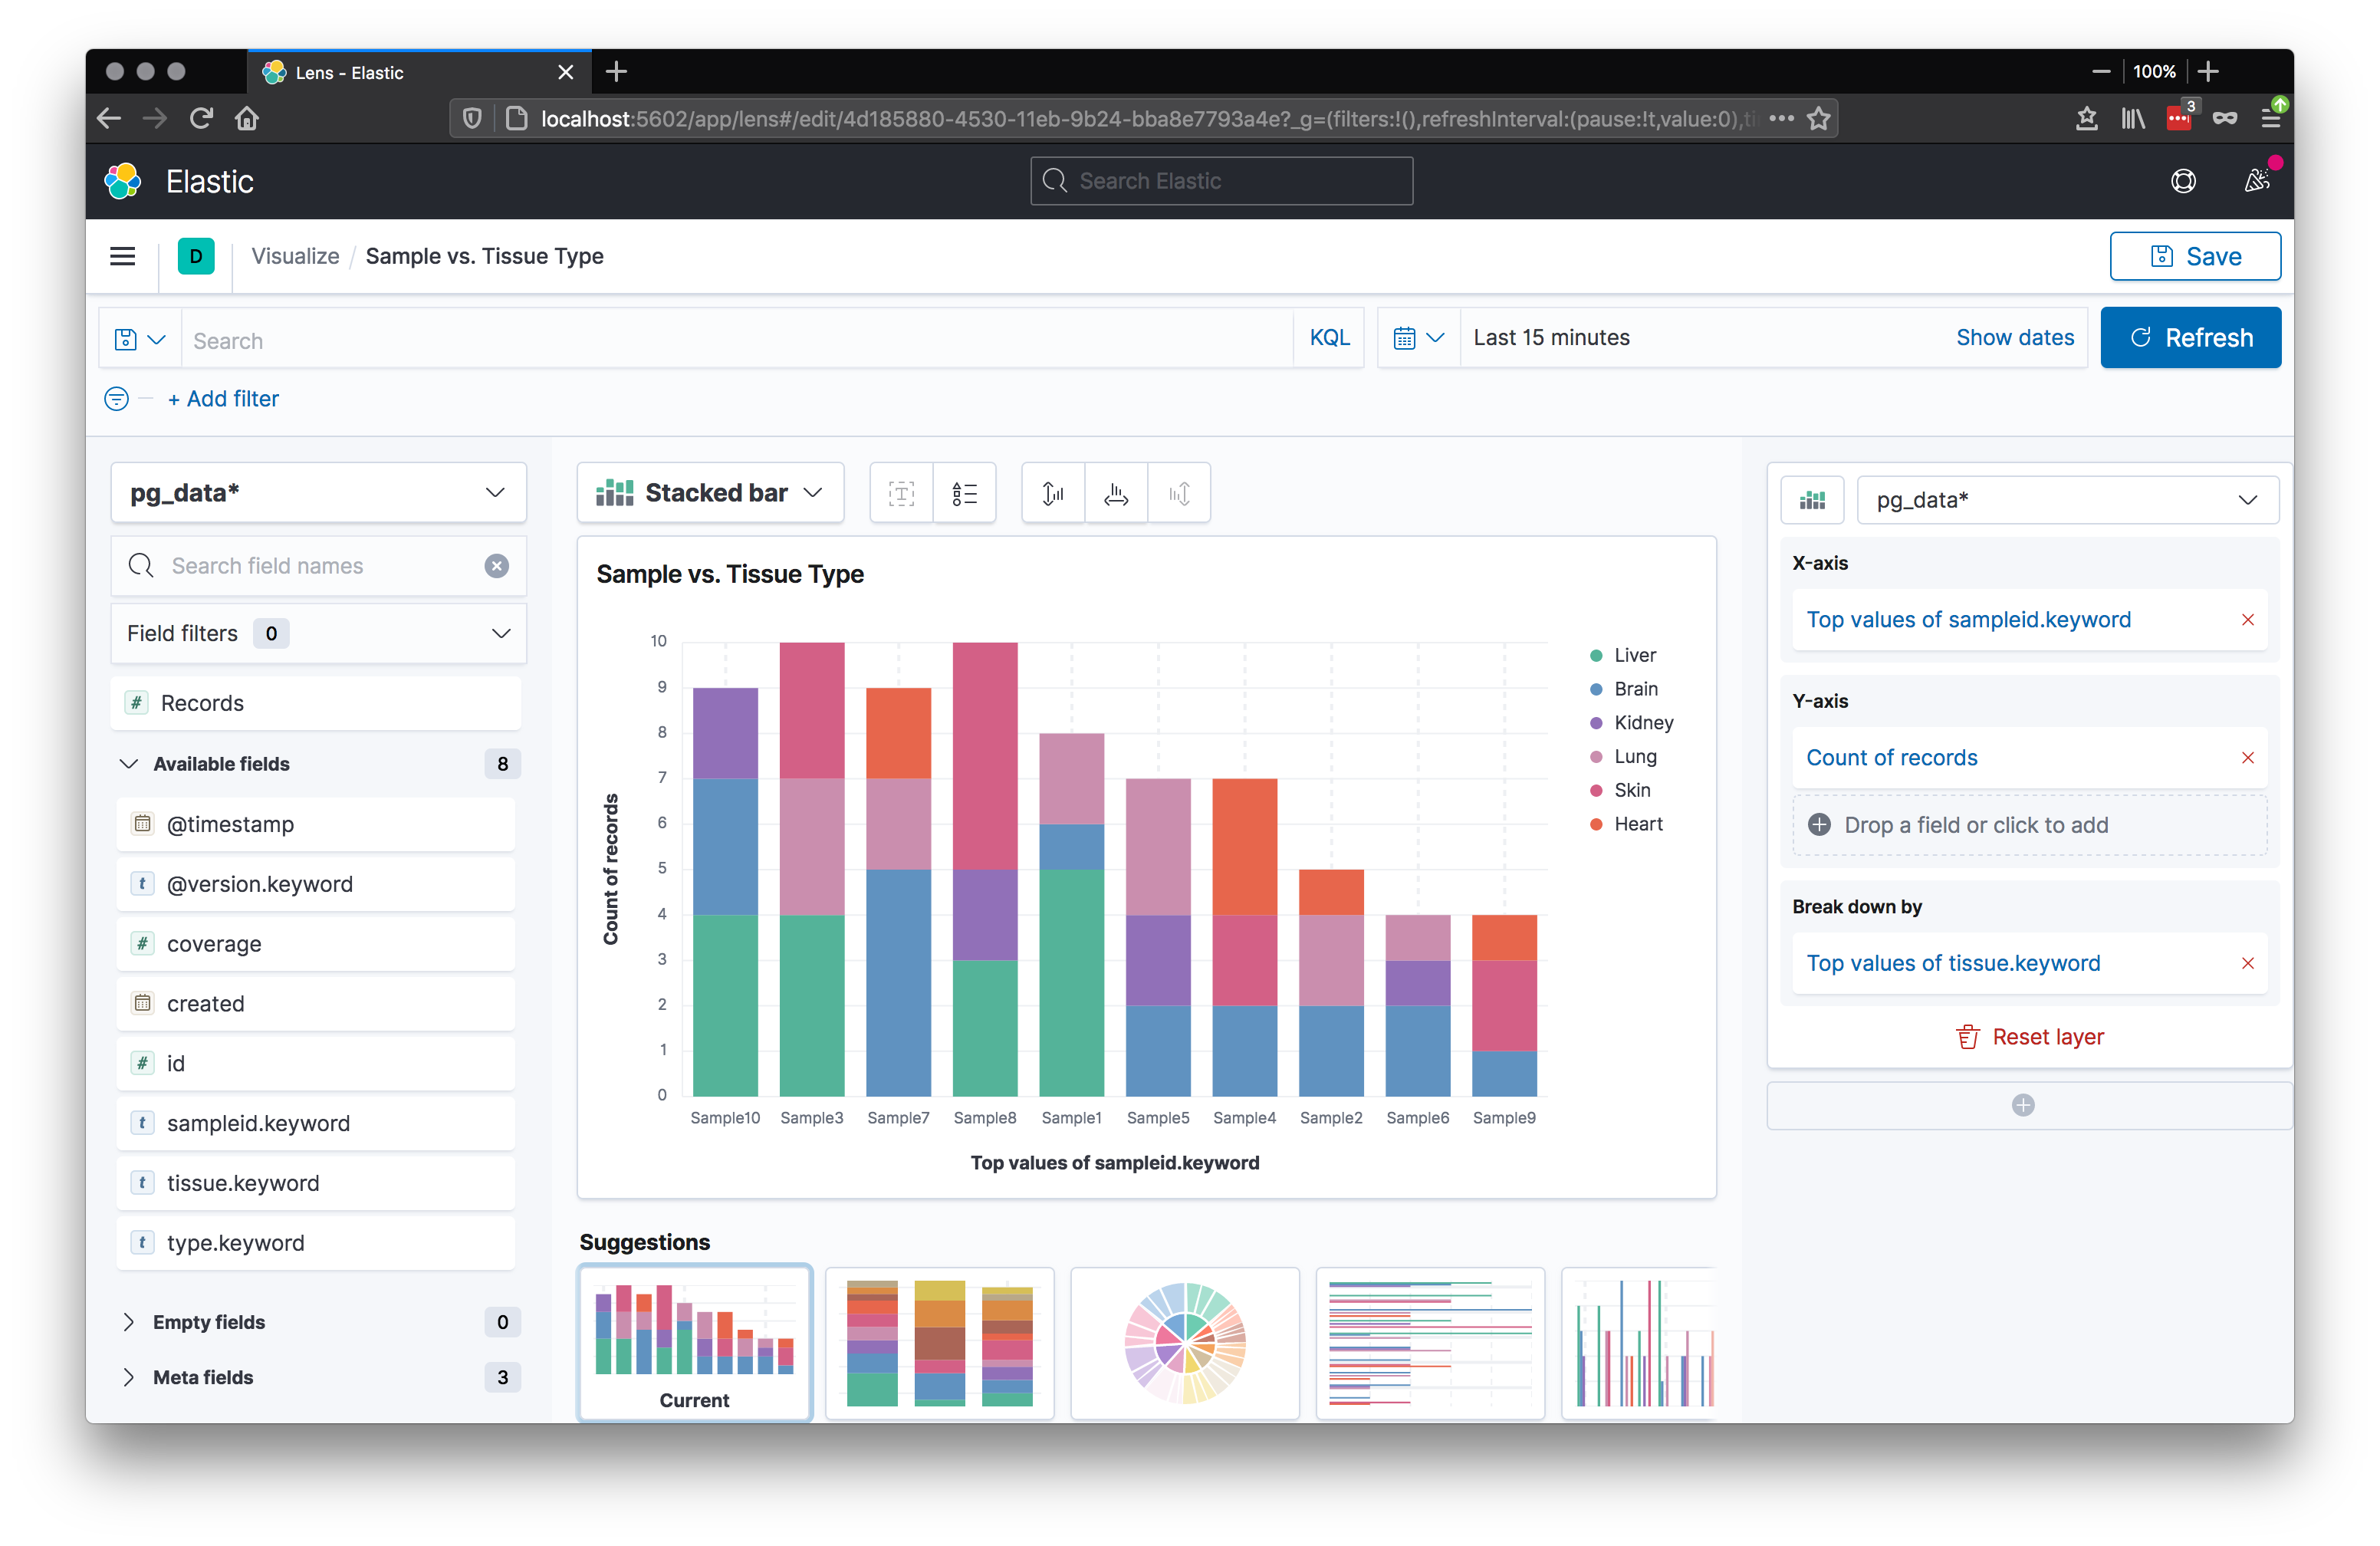 Lens - Elastic
100%
localhost:5602/app/lens#/edit/4d185880-4530-11eb-9b24-bba8e7793a4e?_g=(filters:!(),refreshInterval:(pause:!t,value:0),ti
3
Elastic
Search Elastic
D
Visualize / Sample vs. Tissue Type
Save
Search
KQL
Last 15 minutes
Show dates
Refresh
+ Add filter
pg_data*
Search field names
Field filters 0
# Records
Available fields 8
@timestamp
t @version.keyword
# coverage
created
# id
t sampleid.keyword
t tissue.keyword
t type.keyword
Empty fields 0
Meta fields 3
Stacked bar
Sample vs. Tissue Type
Count of records
10
9
8
7
6
5
4
3
2
1
0
Sample10 Sample3 Sample7 Sample8 Sample1 Sample5 Sample4 Sample2 Sample6 Sample9
Top values of sampleid.keyword
Liver
Brain
Kidney
Lung
Skin
Heart
Suggestions
Current
pg_data*
X-axis
Top values of sampleid.keyword
Y-axis
Count of records
Drop a field or click to add
Break down by
Top values of tissue.keyword
Reset layer